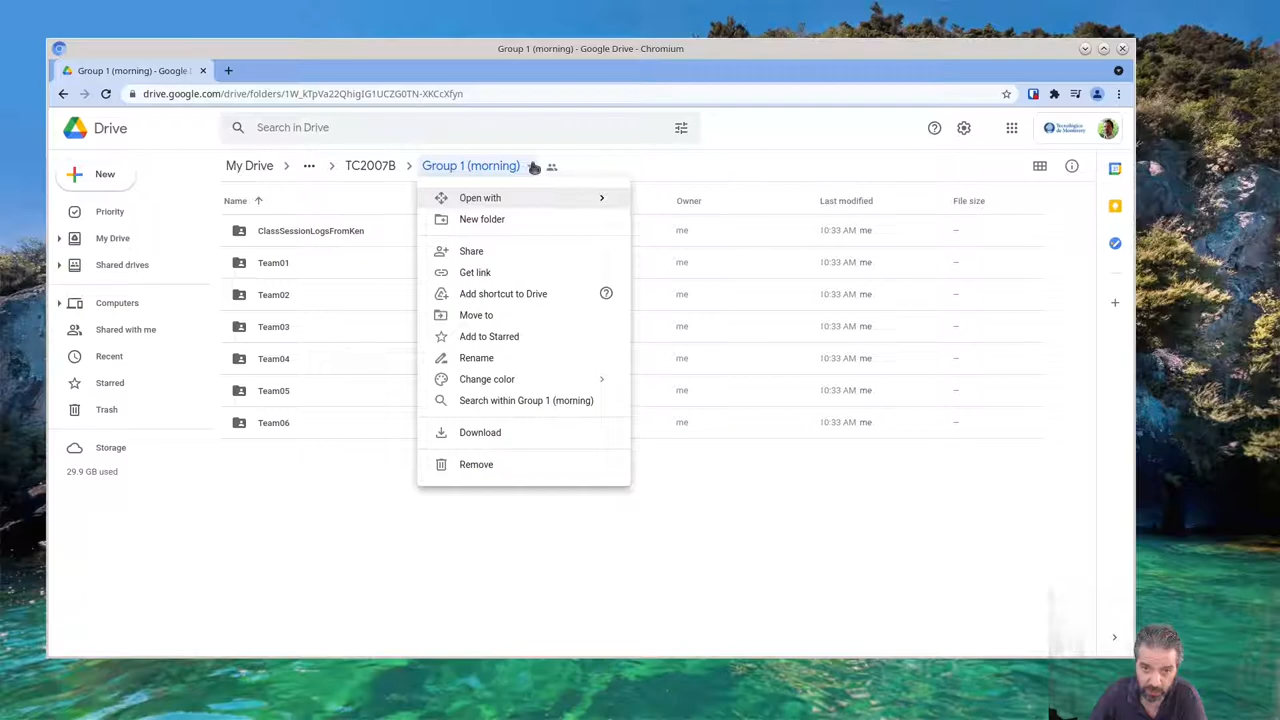 Group 1 (morning) - Google Drive - Chromium
Group 1 (morning) - Google
drive.google.com/drive/folders/1W_kTpVa22QhigIG1UCZG0TN-XKCcXfyn
Drive
Search in Drive
Tecnológico de Monterrey
New
My Drive
TC2007B
Group 1 (morning)
Name
Owner
Last modified
File size
Priority
My Drive
Shared drives
Computers
Shared with me
Recent
Starred
Trash
Storage
29.9 GB used
ClassSessionLogsFromKen me 10:33 AM me –
Team01 me 10:33 AM me –
Team02 me 10:33 AM me –
Team03 me 10:33 AM me –
Team04 me 10:33 AM me –
Team05 me 10:33 AM me –
Team06 me 10:33 AM me –
Open with
New folder
Share
Get link
Add shortcut to Drive
Move to
Add to Starred
Rename
Change color
Search within Group 1 (morning)
Download
Remove